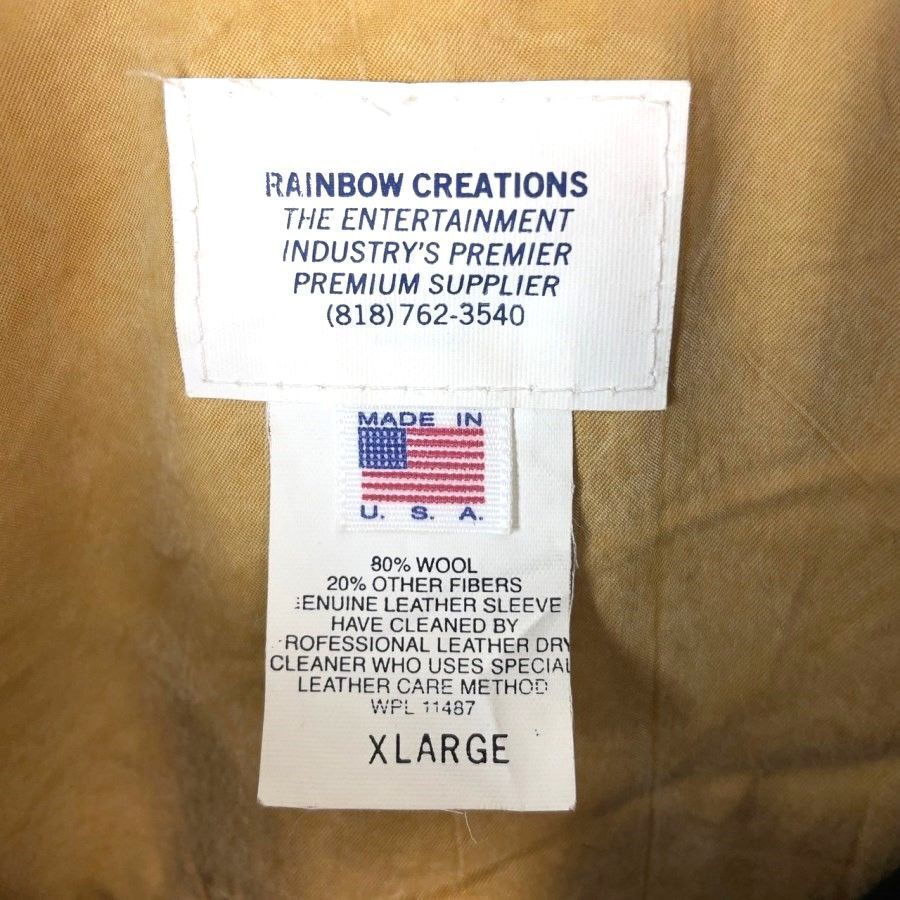 RAINBOW CREATIONS
THE ENTERTAINMENT
INDUSTRY'S PREMIER
PREMIUM SUPPLIER
(818) 762-3540
MADE IN
U. S. A.
80% WOOL
20% OTHER FIBERS
ENUINE LEATHER SLEEVE
HAVE CLEANED BY
ROFESSIONAL LEATHER DRY
CLEANER WHO USES SPECIAL
LEATHER CARE METHOD
WPL 11487
XLARGE